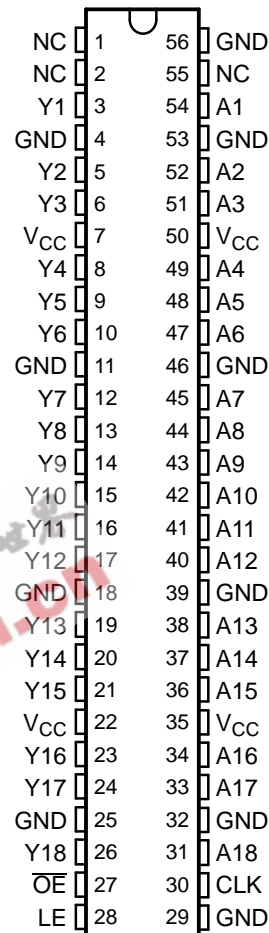 NC 1 56 GND
NC 2 55 NC
Y1 3 54 A1
GND 4 53 GND
Y2 5 52 A2
Y3 6 51 A3
VCC 7 50 VCC
Y4 8 49 A4
Y5 9 48 A5
Y6 10 47 A6
GND 11 46 GND
Y7 12 45 A7
Y8 13 44 A8
Y9 14 43 A9
Y10 15 42 A10
Y11 16 41 A11
Y12 17 40 A12
GND 18 39 GND
Y13 19 38 A13
Y14 20 37 A14
Y15 21 36 A15
VCC 22 35 VCC
Y16 23 34 A16
Y17 24 33 A17
GND 25 32 GND
Y18 26 31 A18
OE 27 30 CLK
LE 28 29 GND